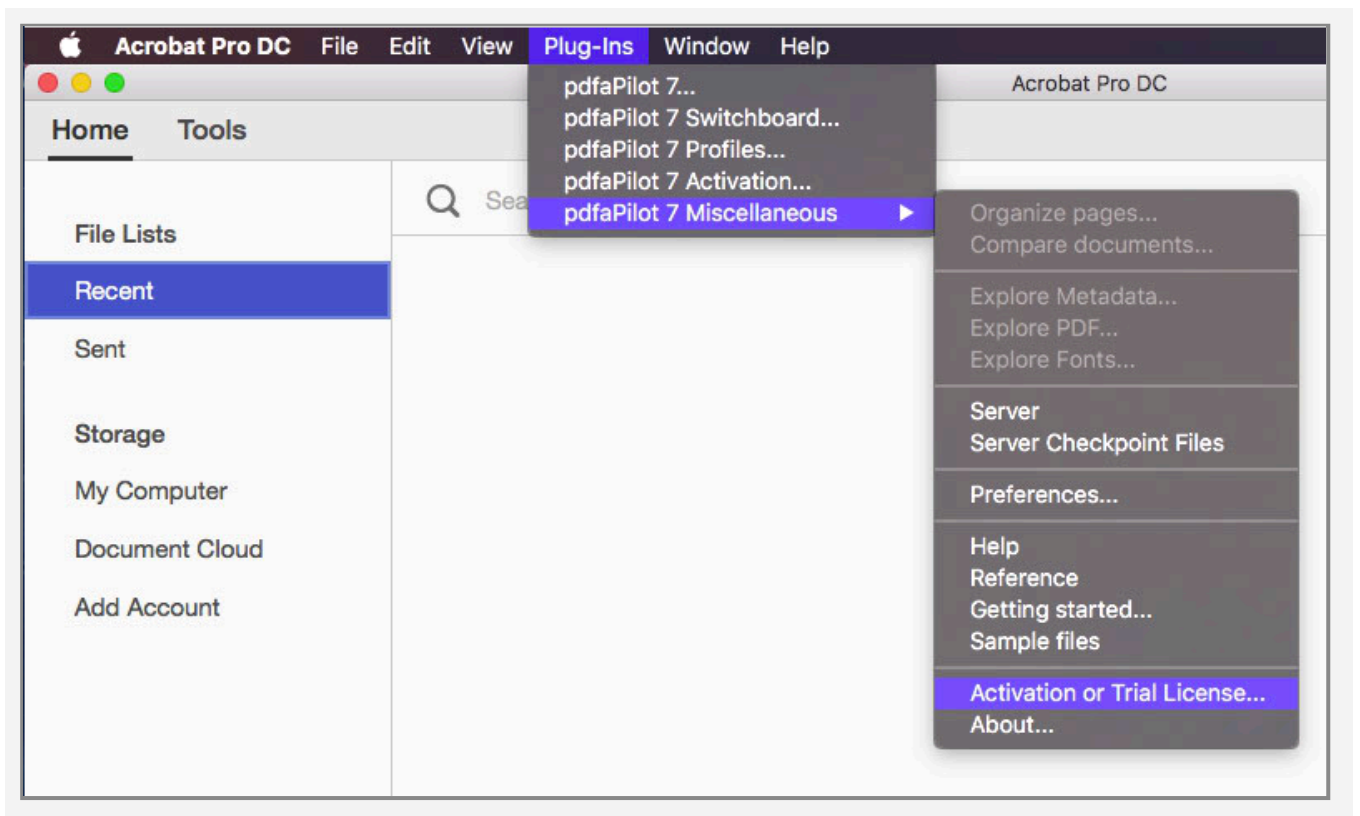 Acrobat Pro DC File Edit View Plug-Ins Window Help
Acrobat Pro DC
pdfaPilot 7...
pdfaPilot 7 Switchboard...
pdfaPilot 7 Profiles...
pdfaPilot 7 Activation...
pdfaPilot 7 Miscellaneous
Home Tools
Sea
File Lists
Recent
Sent
Storage
My Computer
Document Cloud
Add Account
Organize pages...
Compare documents...
Explore Metadata...
Explore PDF...
Explore Fonts...
Server
Server Checkpoint Files
Preferences...
Help
Reference
Getting started...
Sample files
Activation or Trial License...
About...